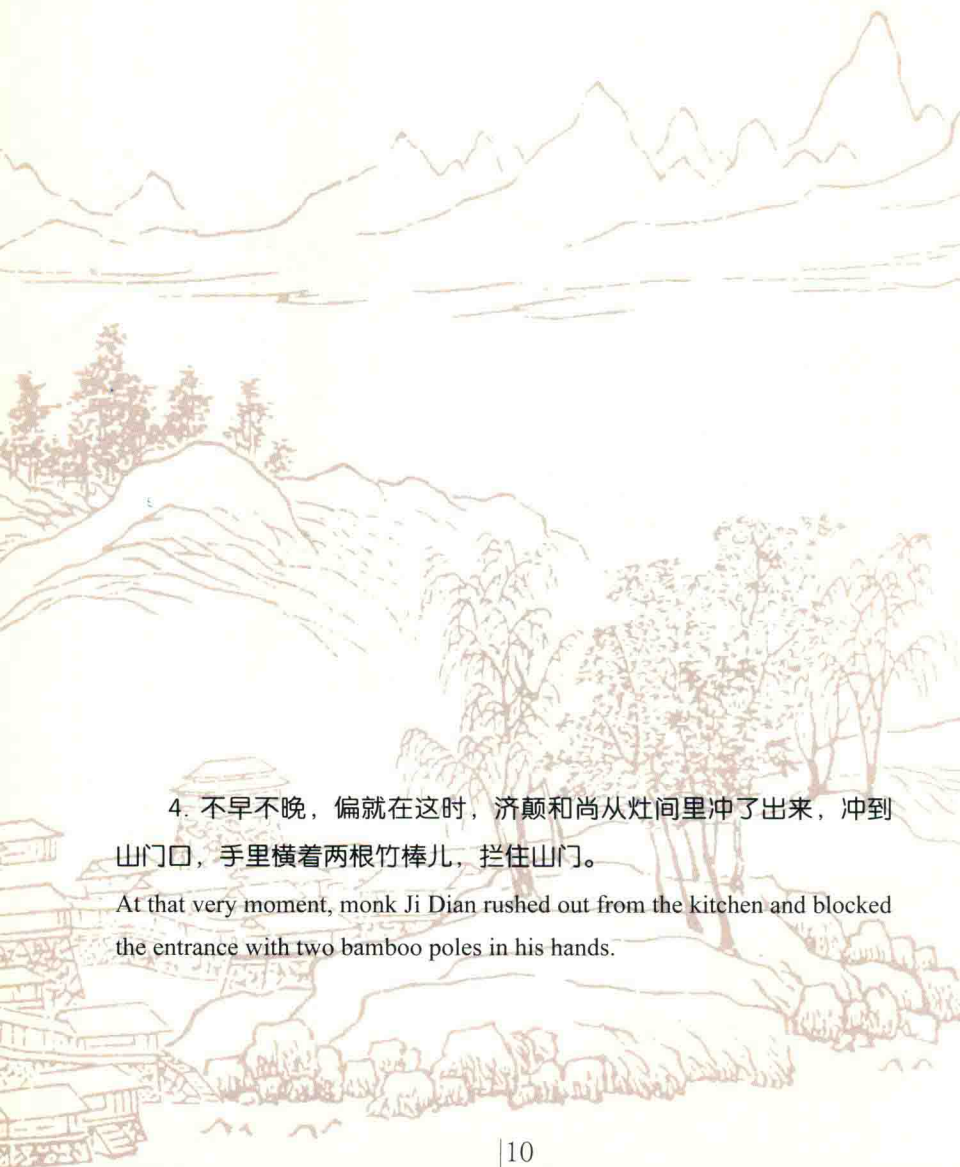 4. 不早不晚，偏就在这时，济颠和尚从灶间里冲了出来，冲到
山门口，手里横着两根竹棒儿，拦住山门。
At that very moment, monk Ji Dian rushed out from the kitchen and blocked
the entrance with two bamboo poles in his hands.
|10